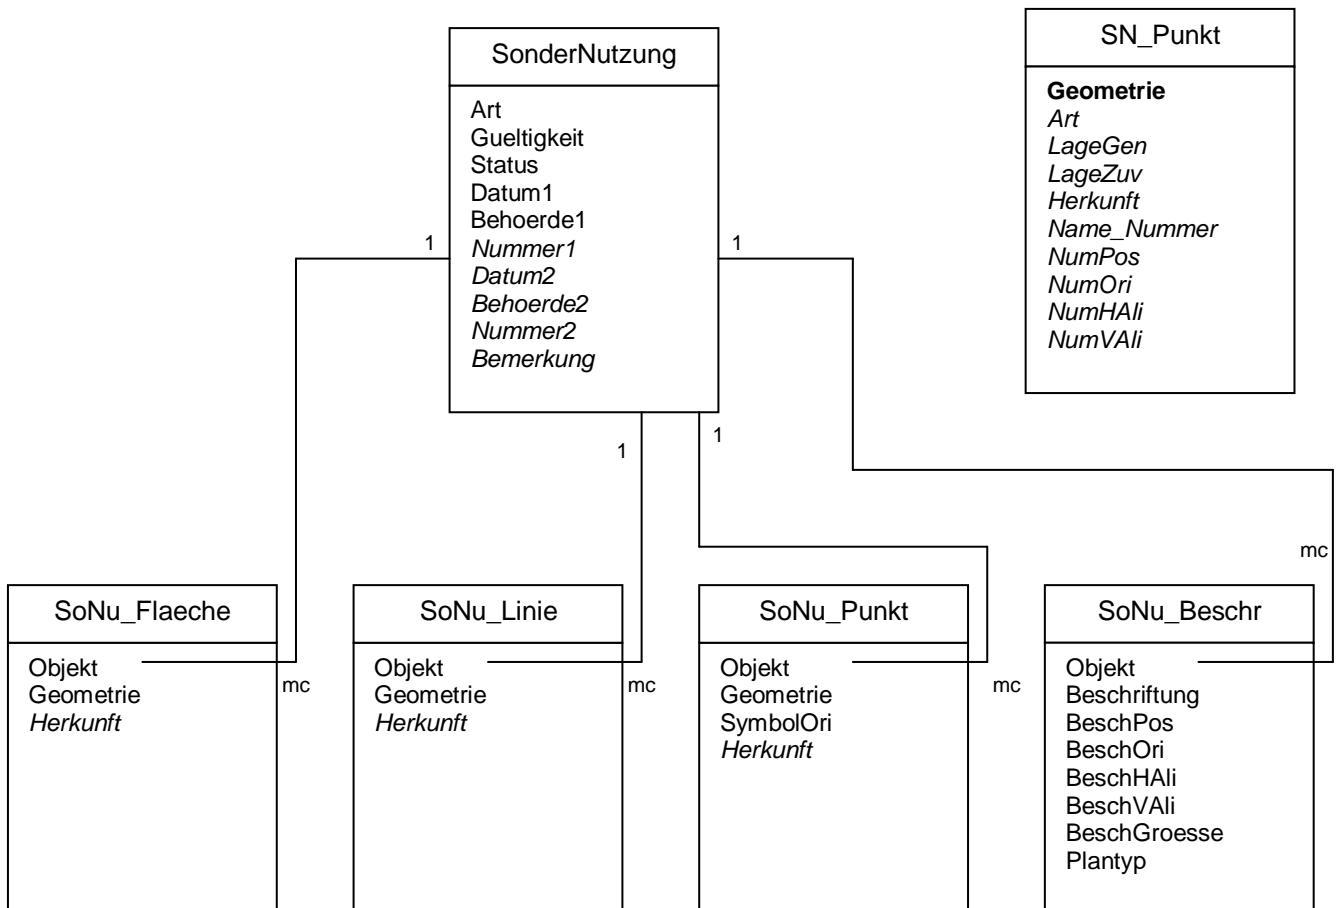 SonderNutzung
Art
Gueltigkeit
Status
Datum1
Behoerde1
Nummer1
Datum2
Behoerde2
Nummer2
Bemerkung
SN_Punkt
Geometrie
Art
LageGen
LageZuv
Herkunft
Name_Nummer
NumPos
NumOri
NumHAli
NumVAli
1
1
1
1
mc
SoNu_Flaeche
Objekt
Geometrie
Herkunft
mc
SoNu_Linie
Objekt
Geometrie
Herkunft
mc
SoNu_Punkt
Objekt
Geometrie
SymbolOri
Herkunft
mc
SoNu_Beschr
Objekt
Beschriftung
BeschPos
BeschOri
BeschHAli
BeschVAli
BeschGroesse
Plantyp